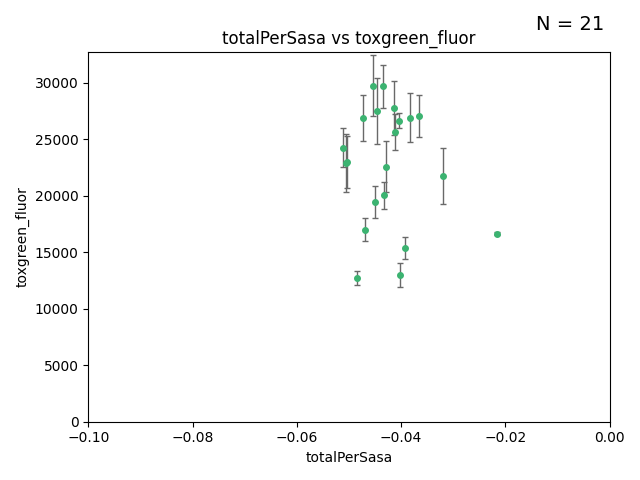 N = 21
totalPerSasa vs toxgreen_fluor
30000
25000
20000
15000
10000
5000
0
toxgreen_fluor
−0.10 −0.08 −0.06 −0.04 −0.02 0.00
totalPerSasa